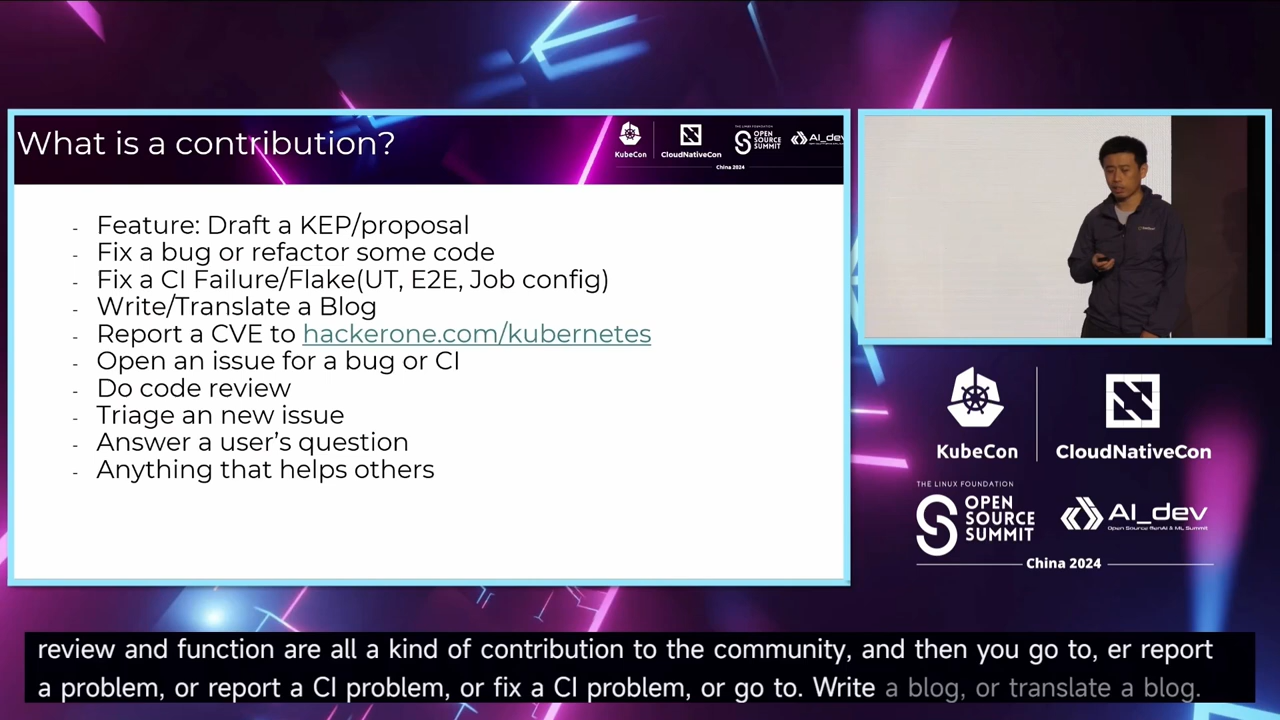 What is a contribution?
KubeCon
CloudNativeCon
THE LINUX FOUNDATION
OPEN
SOURCE
SUMMIT
AI_dev
China 2024
- Feature: Draft a KEP/proposal
- Fix a bug or refactor some code
- Fix a CI Failure/Flake(UT, E2E, Job config)
- Write/Translate a Blog
- Report a CVE to hackerone.com/kubernetes
- Open an issue for a bug or CI
- Do code review
- Triage an new issue
- Answer a user’s question
- Anything that helps others
KubeCon
CloudNativeCon
THE LINUX FOUNDATION
OPEN
SOURCE
SUMMIT
AI_dev
Open Source GenAI & ML Summit
China 2024
review and function are all a kind of contribution to the community, and then you go to, er report
a problem, or report a CI problem, or fix a CI problem, or go to. Write a blog, or translate a blog.